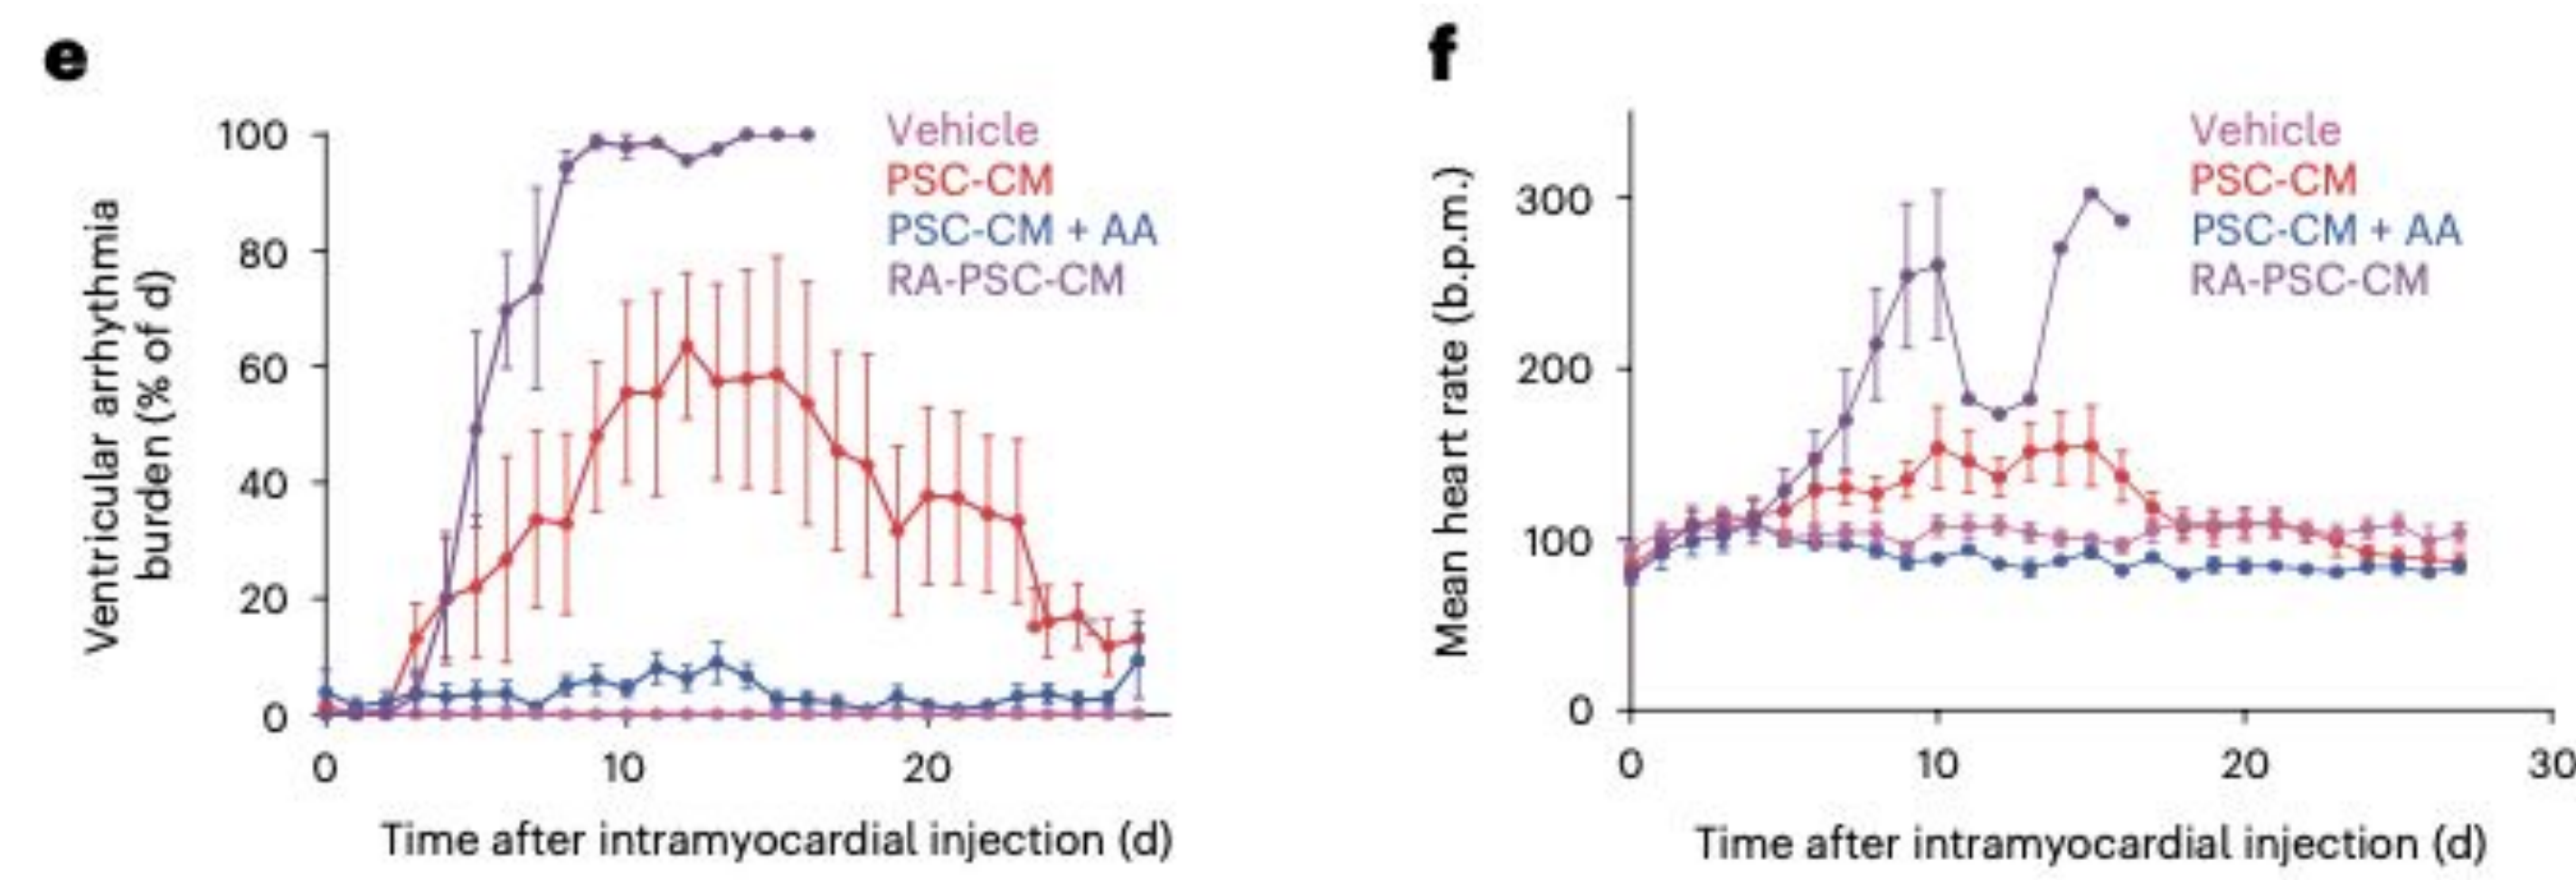 e
Ventricular arrhythmia
burden (% of d)
100
80
60
40
20
0
0
10
20
Time after intramyocardial injection (d)
Vehicle
PSC-CM
PSC-CM + AA
RA-PSC-CM
f
Mean heart rate (b.p.m.)
300
200
100
0
0
10
20
30
Time after intramyocardial injection (d)
Vehicle
PSC-CM
PSC-CM + AA
RA-PSC-CM